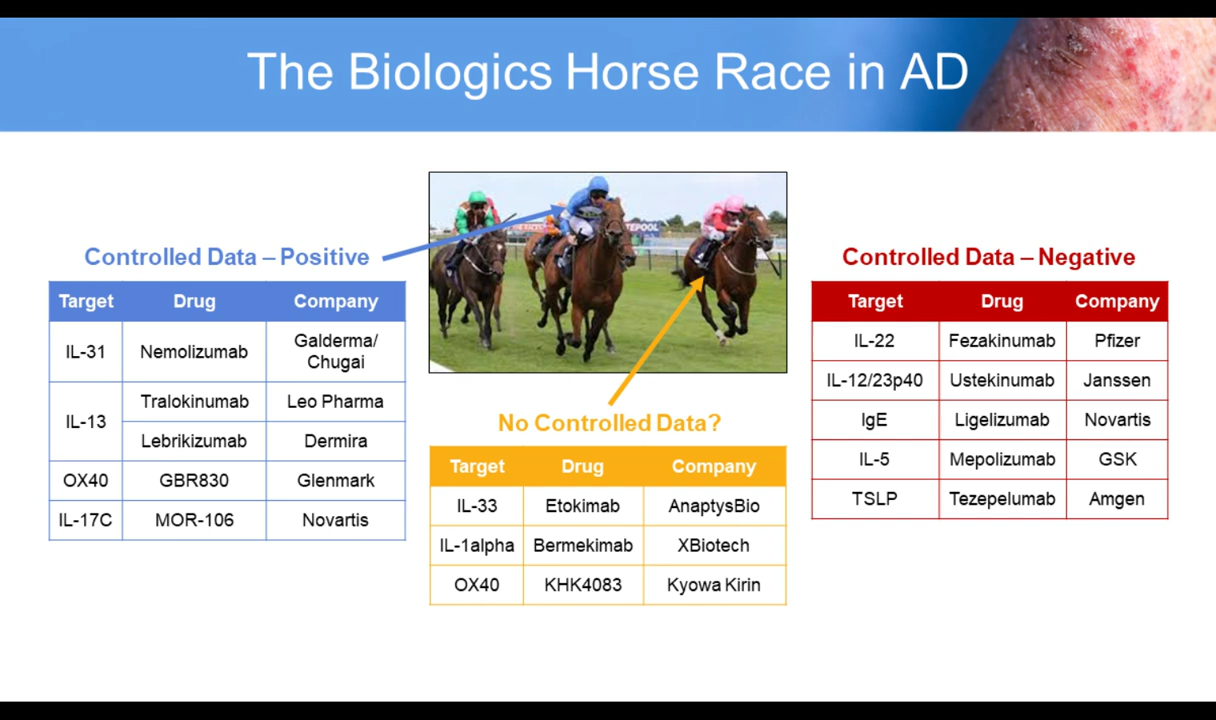 The Biologics Horse Race in AD
Controlled Data – Positive
Target Drug Company
IL-31 Nemolizumab Galderma/
Chugai
IL-13 Tralokinumab Leo Pharma
Lebrikizumab Dermira
OX40 GBR830 Glenmark
IL-17C MOR-106 Novartis
No Controlled Data?
Target Drug Company
IL-33 Etokimab AnaptysBio
IL-1alpha Bermekimab XBiotech
OX40 KHK4083 Kyowa Kirin
Controlled Data – Negative
Target Drug Company
IL-22 Fezakinumab Pfizer
IL-12/23p40 Ustekinumab Janssen
IgE Ligelizumab Novartis
IL-5 Mepolizumab GSK
TSLP Tezepelumab Amgen